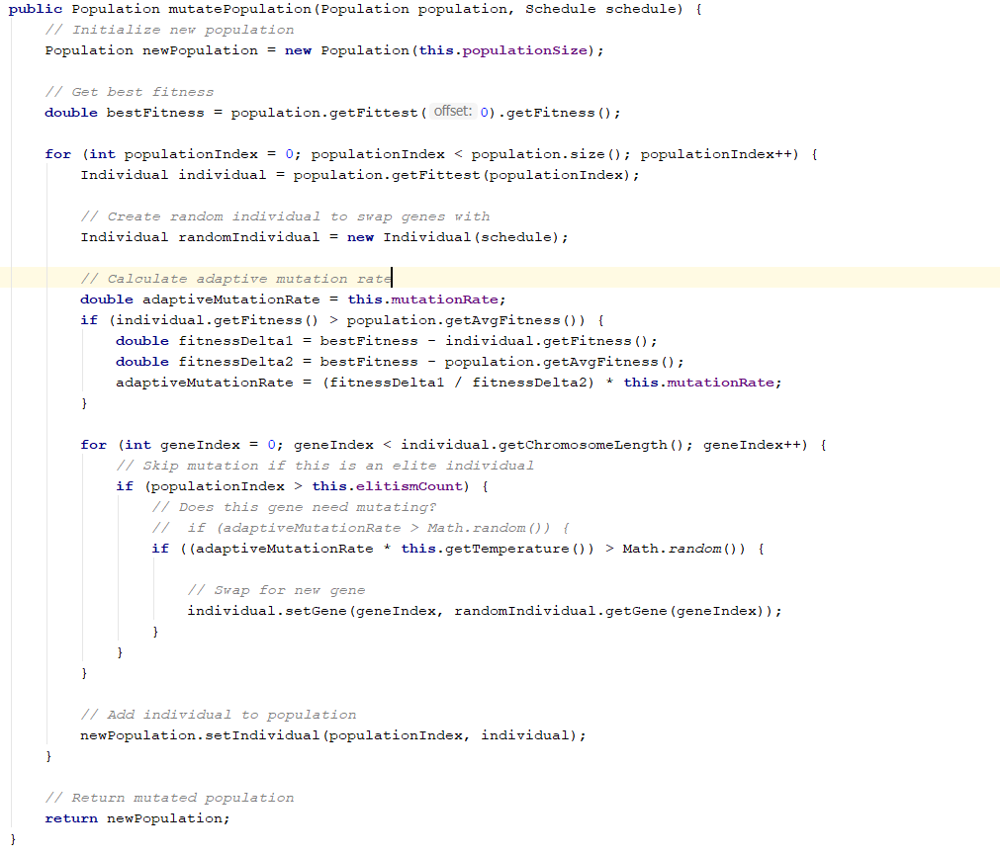 public Population mutatePopulation(Population population, Schedule schedule) {
    // Initialize new population
    Population newPopulation = new Population(this.populationSize);

    // Get best fitness
    double bestFitness = population.getFittest( offset: 0).getFitness();

    for (int populationIndex = 0; populationIndex < population.size(); populationIndex++) {
        Individual individual = population.getFittest(populationIndex);

        // Create random individual to swap genes with
        Individual randomIndividual = new Individual(schedule);

        // Calculate adaptive mutation rate
        double adaptiveMutationRate = this.mutationRate;
        if (individual.getFitness() > population.getAvgFitness()) {
            double fitnessDelta1 = bestFitness - individual.getFitness();
            double fitnessDelta2 = bestFitness - population.getAvgFitness();
            adaptiveMutationRate = (fitnessDelta1 / fitnessDelta2) * this.mutationRate;
        }

        for (int geneIndex = 0; geneIndex < individual.getChromosomeLength(); geneIndex++) {
            // Skip mutation if this is an elite individual
            if (populationIndex > this.elitismCount) {
                // Does this gene need mutating?
                //  if (adaptiveMutationRate > Math.random()) {
                if ((adaptiveMutationRate * this.getTemperature()) > Math.random()) {

                    // Swap for new gene
                    individual.setGene(geneIndex, randomIndividual.getGene(geneIndex));
                }
            }
        }

        // Add individual to population
        newPopulation.setIndividual(populationIndex, individual);
    }

    // Return mutated population
    return newPopulation;
}